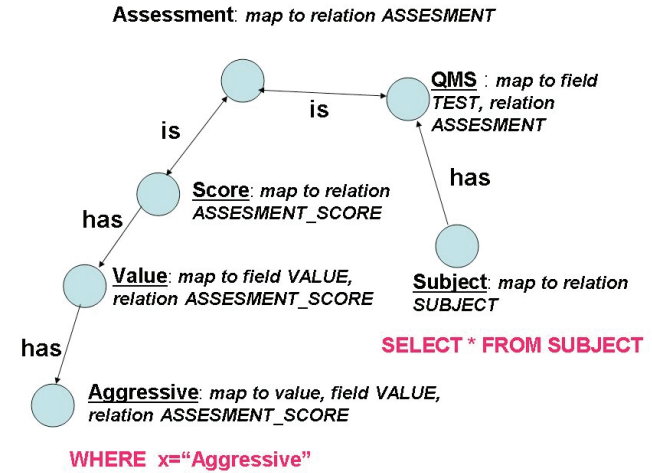 Assessment: map to relation ASSESMENT
QMS : map to field
TEST, relation
ASSESMENT
is
is
has
Score: map to relation
ASSESMENT_SCORE
has
Value: map to field VALUE,
relation ASSESMENT_SCORE
Subject: map to relation
SUBJECT
has
SELECT * FROM SUBJECT
Aggressive: map to value, field VALUE,
relation ASSESMENT_SCORE
WHERE x=“Aggressive”